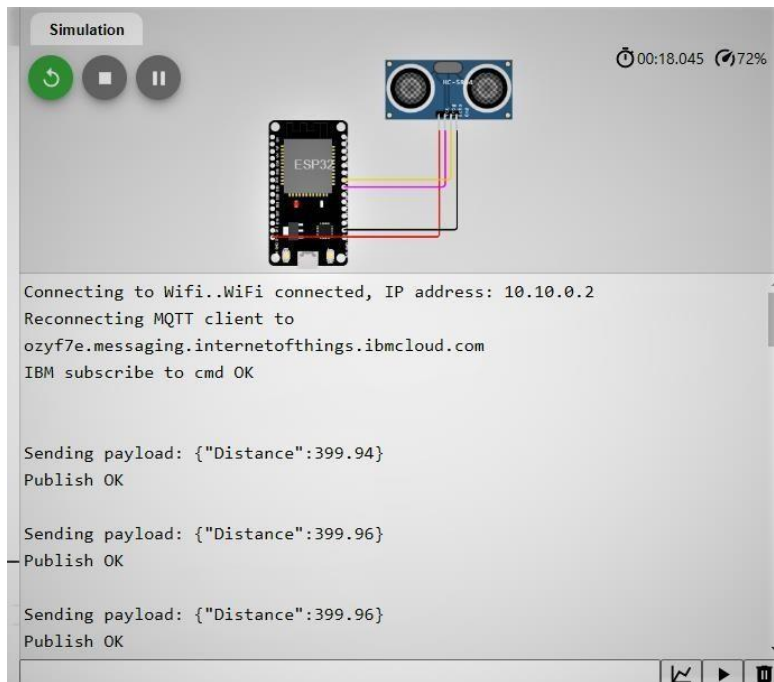 Simulation
00:18.045 72%
HC-SR04
ESP32
Connecting to Wifi..WiFi connected, IP address: 10.10.0.2
Reconnecting MQTT client to
ozyf7e.messaging.internetofthings.ibmcloud.com
IBM subscribe to cmd OK
Sending payload: {"Distance":399.94}
Publish OK
Sending payload: {"Distance":399.96}
Publish OK
Sending payload: {"Distance":399.96}
Publish OK